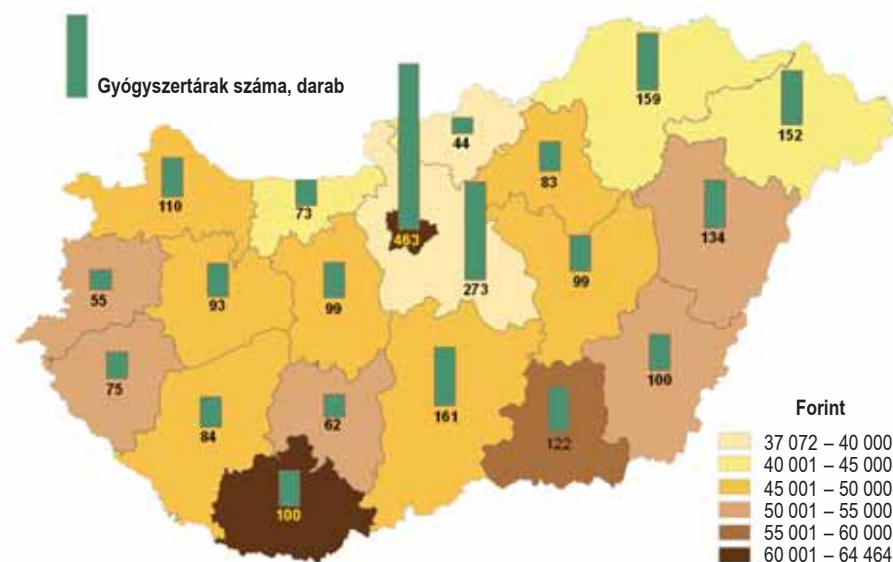 Gyógyszertárak száma, darab
159
152
44
83
110
73
463
134
273
99
55
93
99
75
161
100
84
62
122
100
Forint
37 072 – 40 000
40 001 – 45 000
45 001 – 50 000
50 001 – 55 000
55 001 – 60 000
60 001 – 64 464